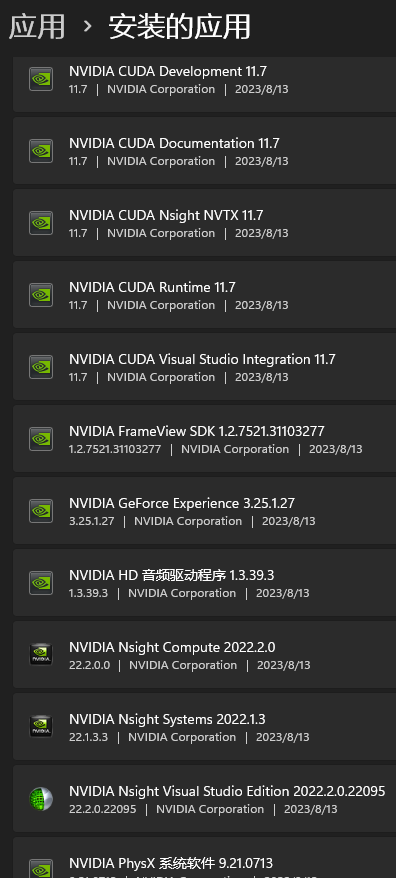 应用 › 安装的应用
NVIDIA CUDA Development 11.7
11.7 | NVIDIA Corporation | 2023/8/13
NVIDIA CUDA Documentation 11.7
11.7 | NVIDIA Corporation | 2023/8/13
NVIDIA CUDA Nsight NVTX 11.7
11.7 | NVIDIA Corporation | 2023/8/13
NVIDIA CUDA Runtime 11.7
11.7 | NVIDIA Corporation | 2023/8/13
NVIDIA CUDA Visual Studio Integration 11.7
11.7 | NVIDIA Corporation | 2023/8/13
NVIDIA FrameView SDK 1.2.7521.31103277
1.2.7521.31103277 | NVIDIA Corporation | 2023/8/13
NVIDIA GeForce Experience 3.25.1.27
3.25.1.27 | NVIDIA Corporation | 2023/8/13
NVIDIA HD 音频驱动程序 1.3.39.3
1.3.39.3 | NVIDIA Corporation | 2023/8/13
NVIDIA Nsight Compute 2022.2.0
22.2.0.0 | NVIDIA Corporation | 2023/8/13
NVIDIA Nsight Systems 2022.1.3
22.1.3.3 | NVIDIA Corporation | 2023/8/13
NVIDIA Nsight Visual Studio Edition 2022.2.0.22095
22.2.0.22095 | NVIDIA Corporation | 2023/8/13
NVIDIA PhysX 系统软件 9.21.0713